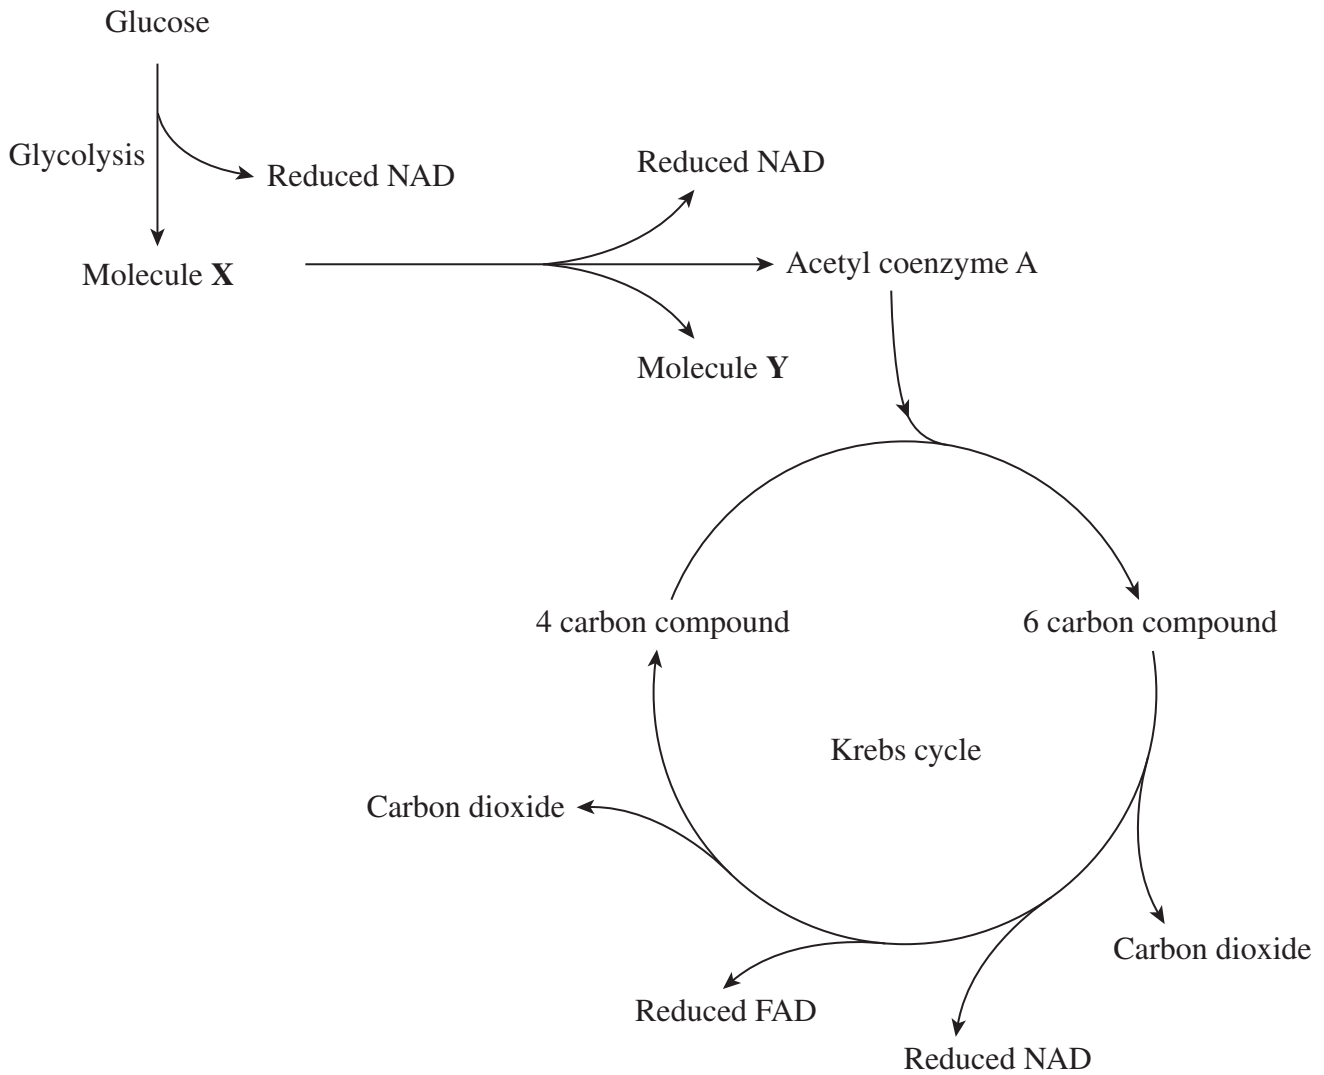 Glucose
Glycolysis
Reduced NAD
Reduced NAD
Molecule X
Acetyl coenzyme A
Molecule Y
4 carbon compound
6 carbon compound
Krebs cycle
Carbon dioxide
Carbon dioxide
Reduced FAD
Reduced NAD